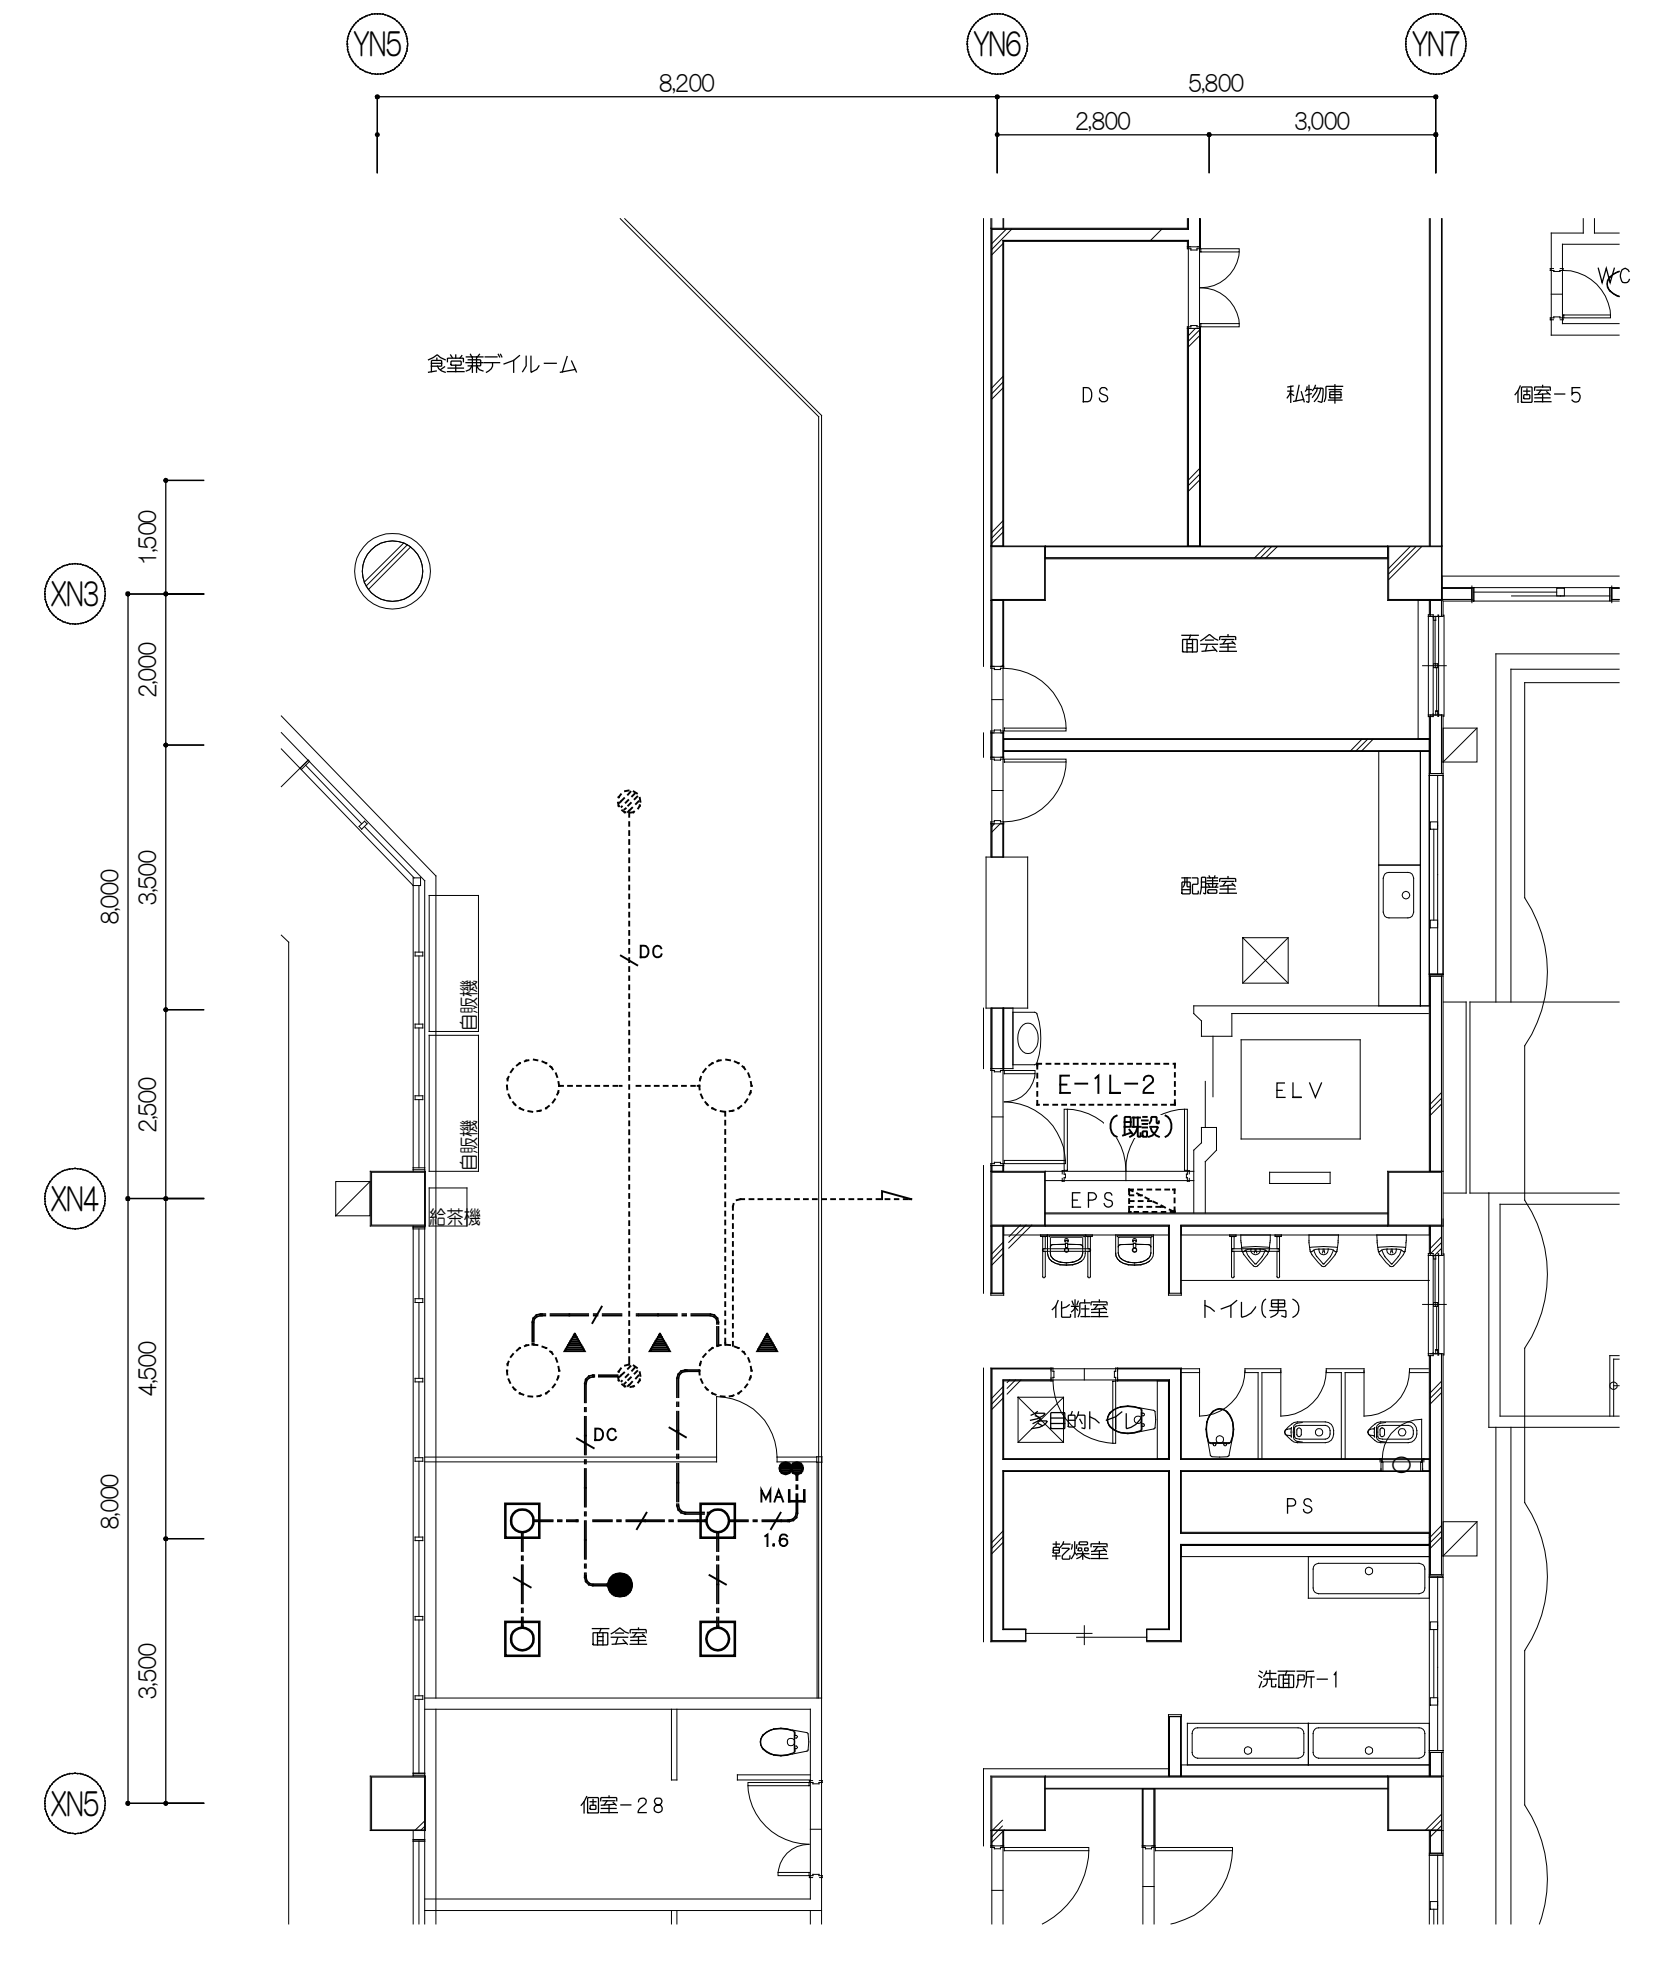 YN5
YN6
YN7
8,200
5,800
2,800
3,000
WC
食堂兼デイルーム
DS
私物庫
個室-5
1,500
XN3
2,000
面会室
3,500
8,000
配膳室
DC
自販機
2,500
E-1L-2
ELV
(既設)
自販機
XN4
EPS
給茶機
化粧室
トイレ(男)
4,500
多目的トイレ
DC
8,000
MA
PS
1.6
乾燥室
面会室
3,500
洗面所-1
XN5
個室-28